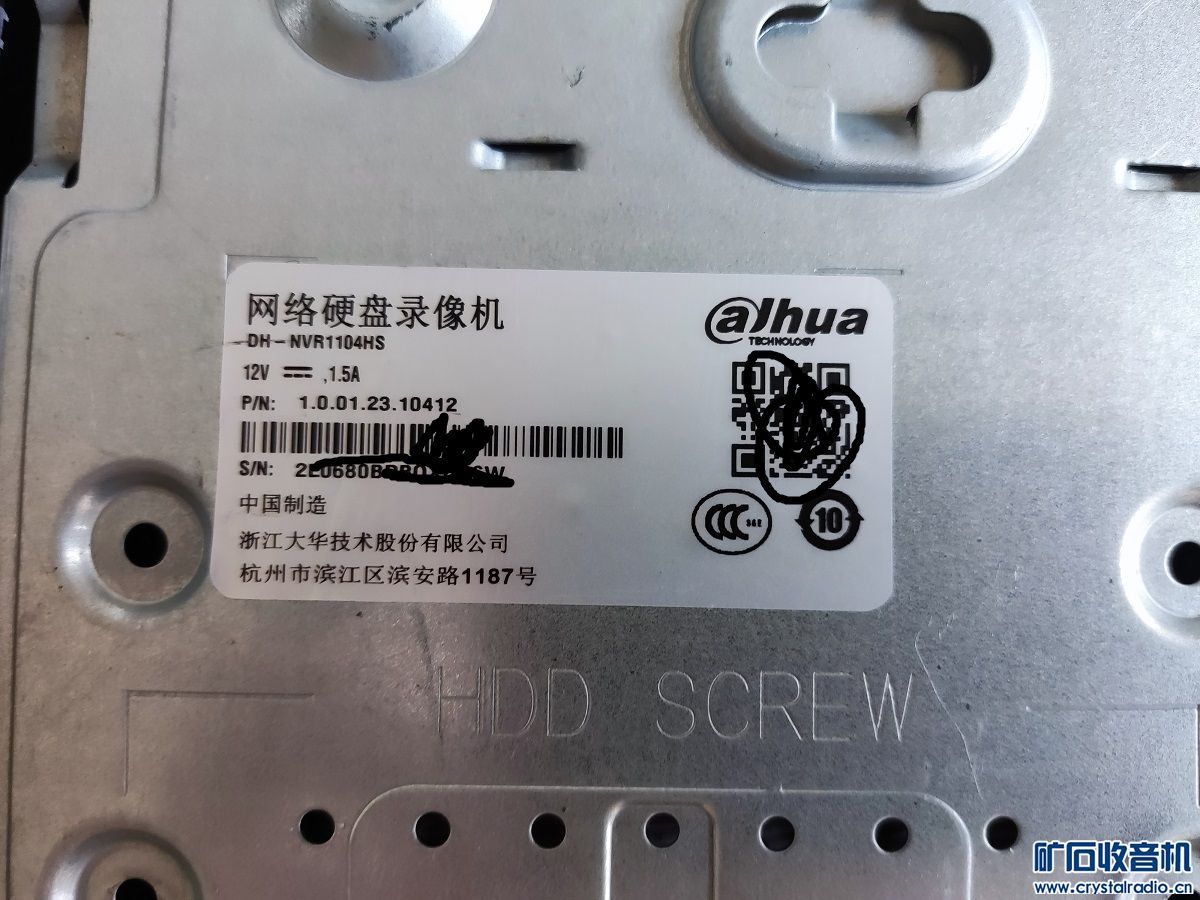 网络硬盘录像机
DH-NVR1104HS
12V ⎓ ,1.5A
P/N: 1.0.01.23.10412
S/N:
中国制造
浙江大华技术股份有限公司
杭州市滨江区滨安路1187号
alhua
TECHNOLOGY
CCC S&E
10
HDD SCREW
矿石收音机
www.crystalradio.cn